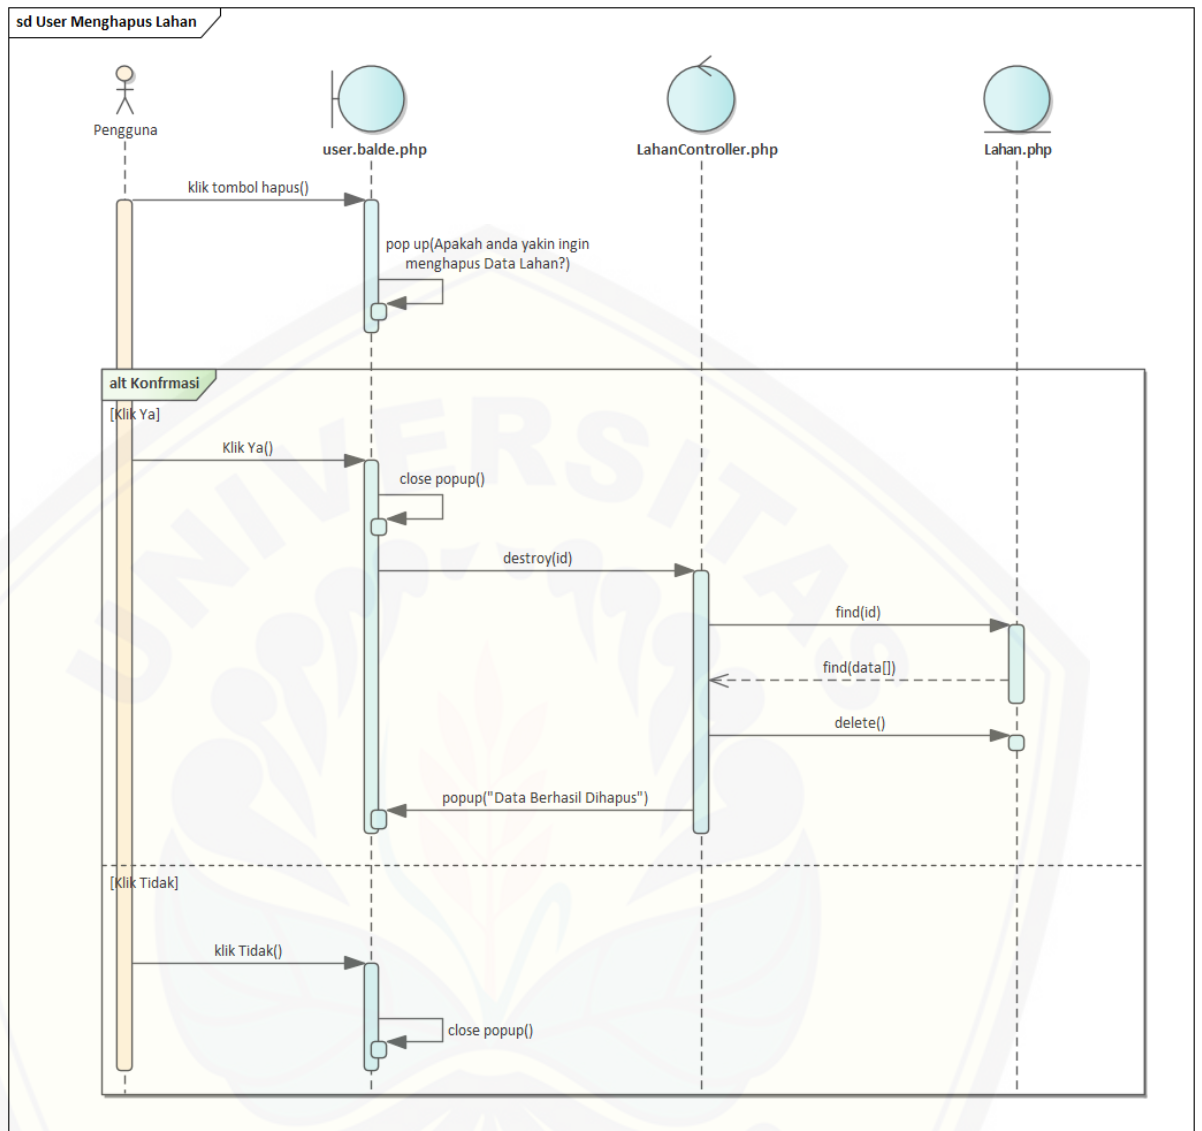 sd User Menghapus Lahan
Pengguna
user.balde.php
LahanController.php
Lahan.php
klik tombol hapus()
pop up(Apakah anda yakin ingin
menghapus Data Lahan?)
alt Konfrmasi
[Klik Ya]
Klik Ya()
close popup()
destroy(id)
find(id)
find(data[])
delete()
popup("Data Berhasil Dihapus")
[Klik Tidak]
klik Tidak()
close popup()
UNIVERSITAS